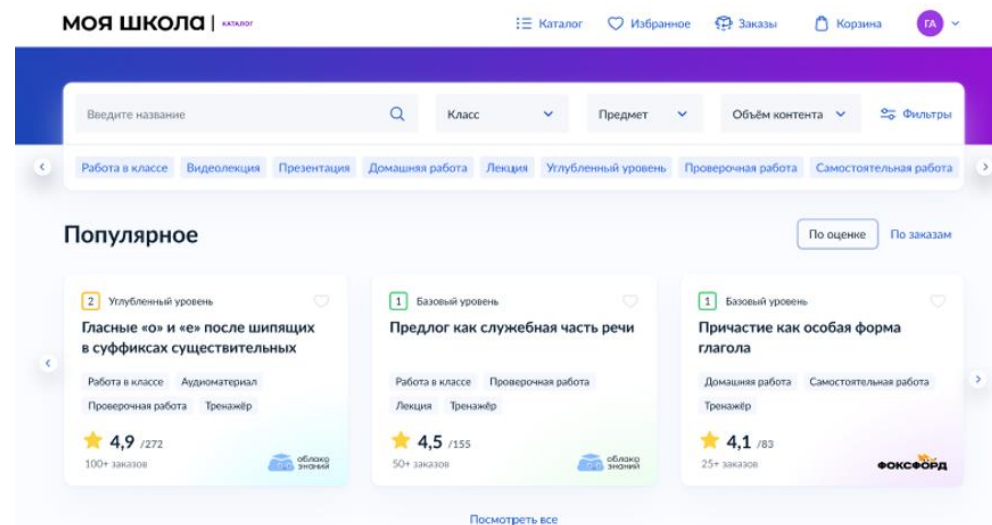 МОЯ ШКОЛА | КАТАЛОГ
Каталог Избранное Заказы Корзина ГА
Введите название Класс Предмет Объём контента Фильтры
Работа в классе Видеолекция Презентация Домашняя работа Лекция Углубленный уровень Проверочная работа Самостоятельная работа
Популярное
По оценке По заказам
2 Углубленный уровень
Гласные «о» и «е» после шипящих
в суффиксах существительных
Работа в классе Аудиоматериал
Проверочная работа Тренажёр
4,9 /272
100+ заказов
облако
знаний
1 Базовый уровень
Предлог как служебная часть речи
Работа в классе Проверочная работа
Лекция Тренажёр
4,5 /155
50+ заказов
облако
знаний
1 Базовый уровень
Причастие как особая форма
глагола
Домашняя работа Самостоятельная работа
Тренажёр
4,1 /83
25+ заказов
ФОКСФОРД
Посмотреть все